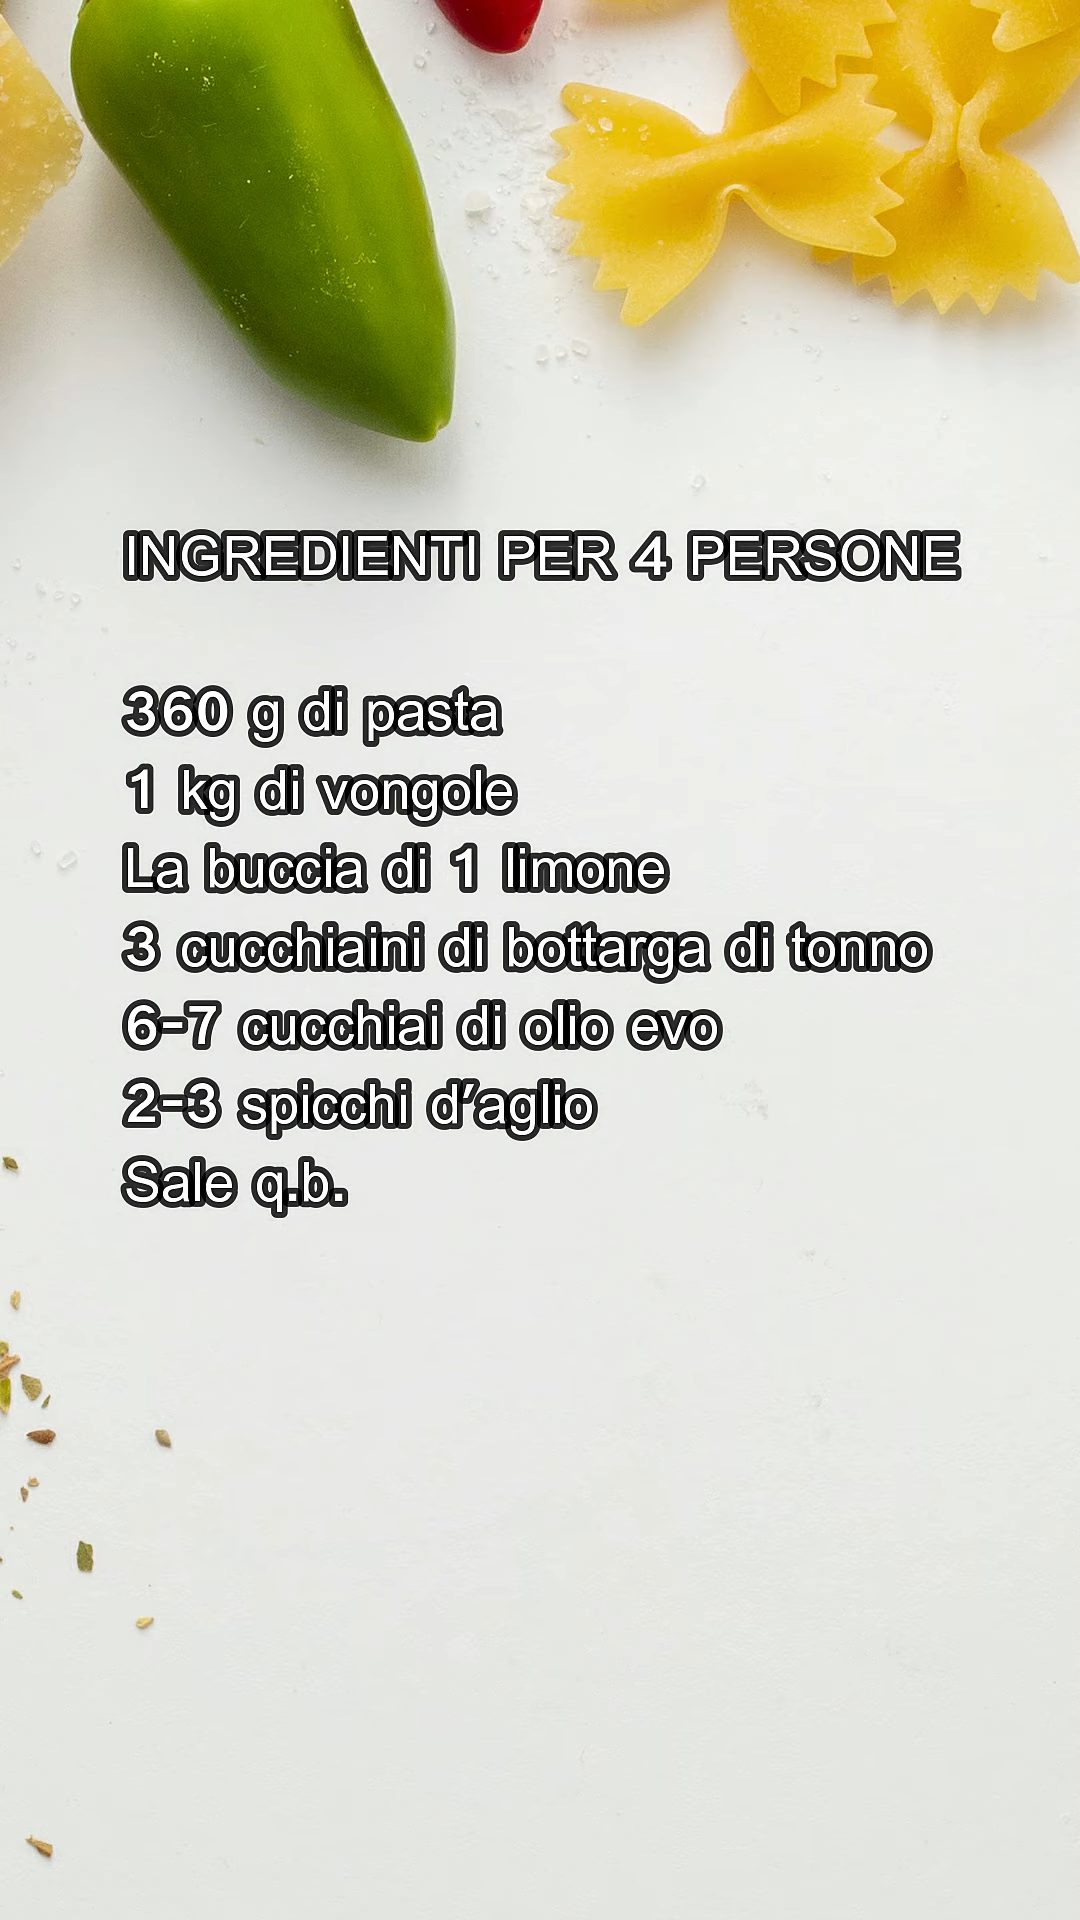 INGREDIENTI PER 4 PERSONE
360 g di pasta
1 kg di vongole
La buccia di 1 limone
3 cucchiaini di bottarga di tonno
6-7 cucchiai di olio evo
2-3 spicchi d'aglio
Sale q.b.